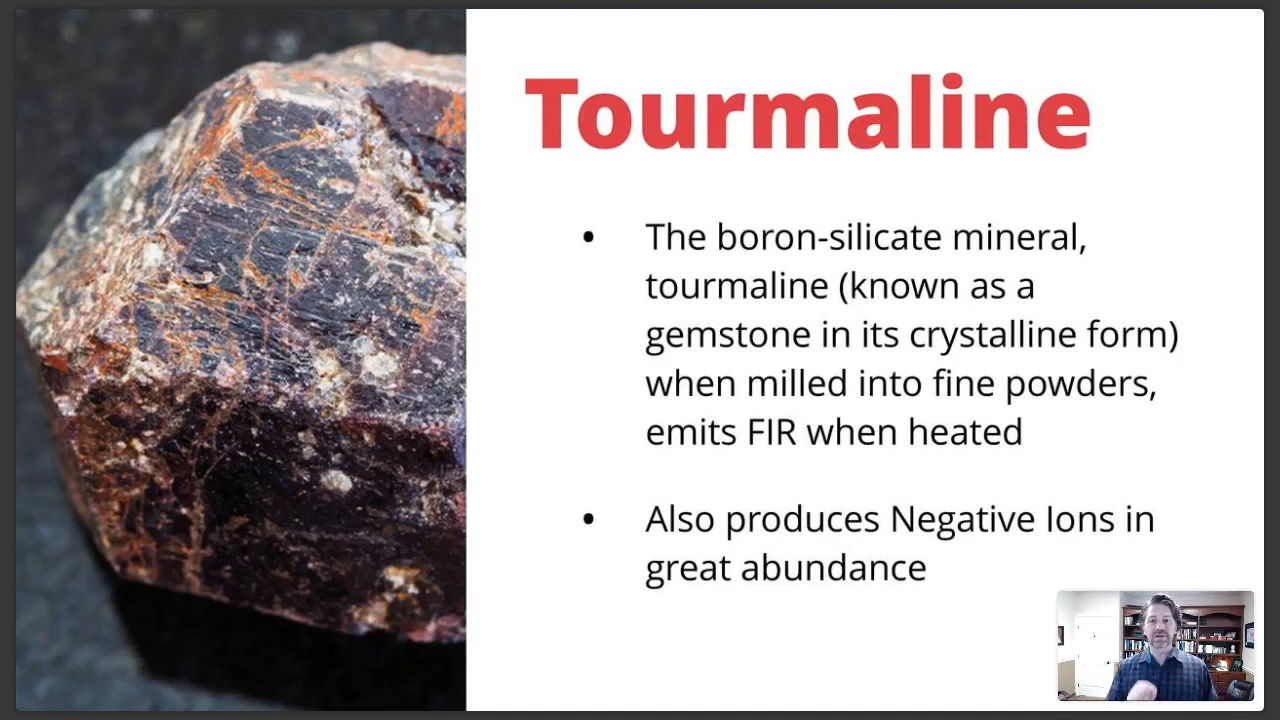 Tourmaline
• The boron-silicate mineral,
tourmaline (known as a
gemstone in its crystalline form)
when milled into fine powders,
emits FIR when heated
• Also produces Negative Ions in
great abundance